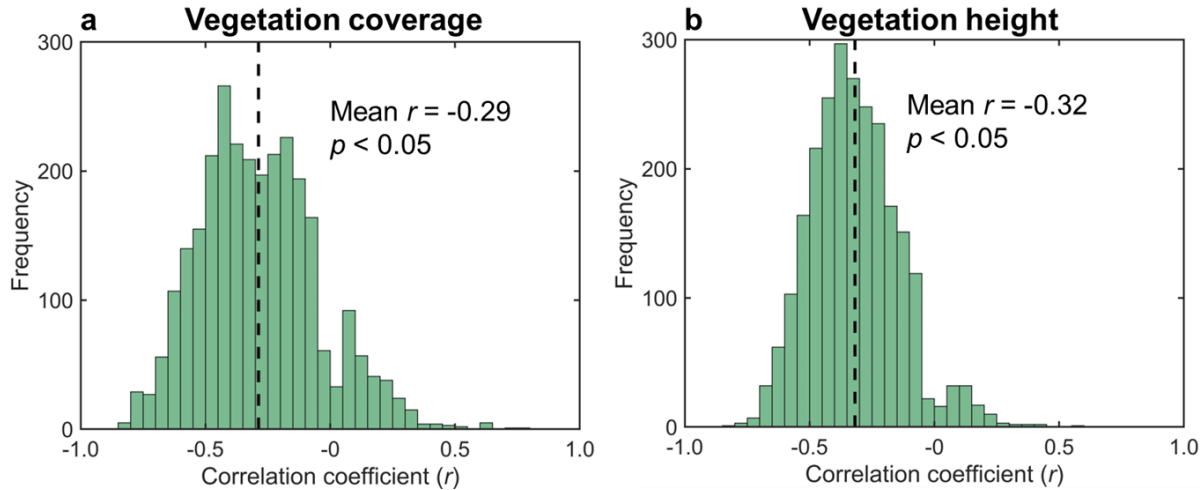 a Vegetation coverage
300
200
100
0
Frequency
Mean r = -0.29
p < 0.05
-1.0 -0.5 -0 0.5 1.0
Correlation coefficient (r)
b Vegetation height
300
200
100
0
Frequency
Mean r = -0.32
p < 0.05
-1.0 -0.5 -0 0.5 1.0
Correlation coefficient (r)